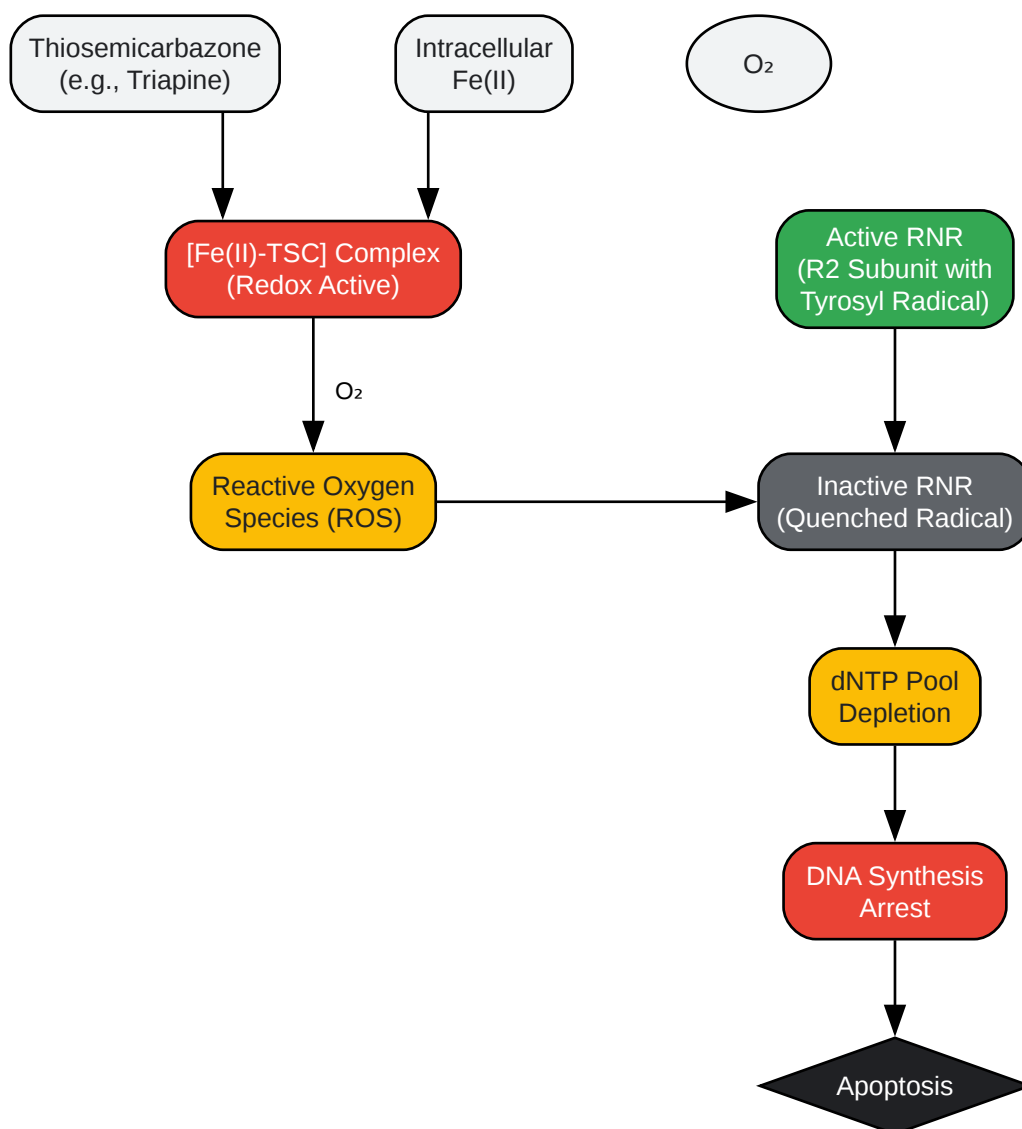 Thiosemicarbazone
(e.g., Triapine)
Intracellular
Fe(II)
O₂
[Fe(II)-TSC] Complex
(Redox Active)
Active RNR
(R2 Subunit with
Tyrosyl Radical)
O₂
Reactive Oxygen
Species (ROS)
Inactive RNR
(Quenched Radical)
dNTP Pool
Depletion
DNA Synthesis
Arrest
Apoptosis